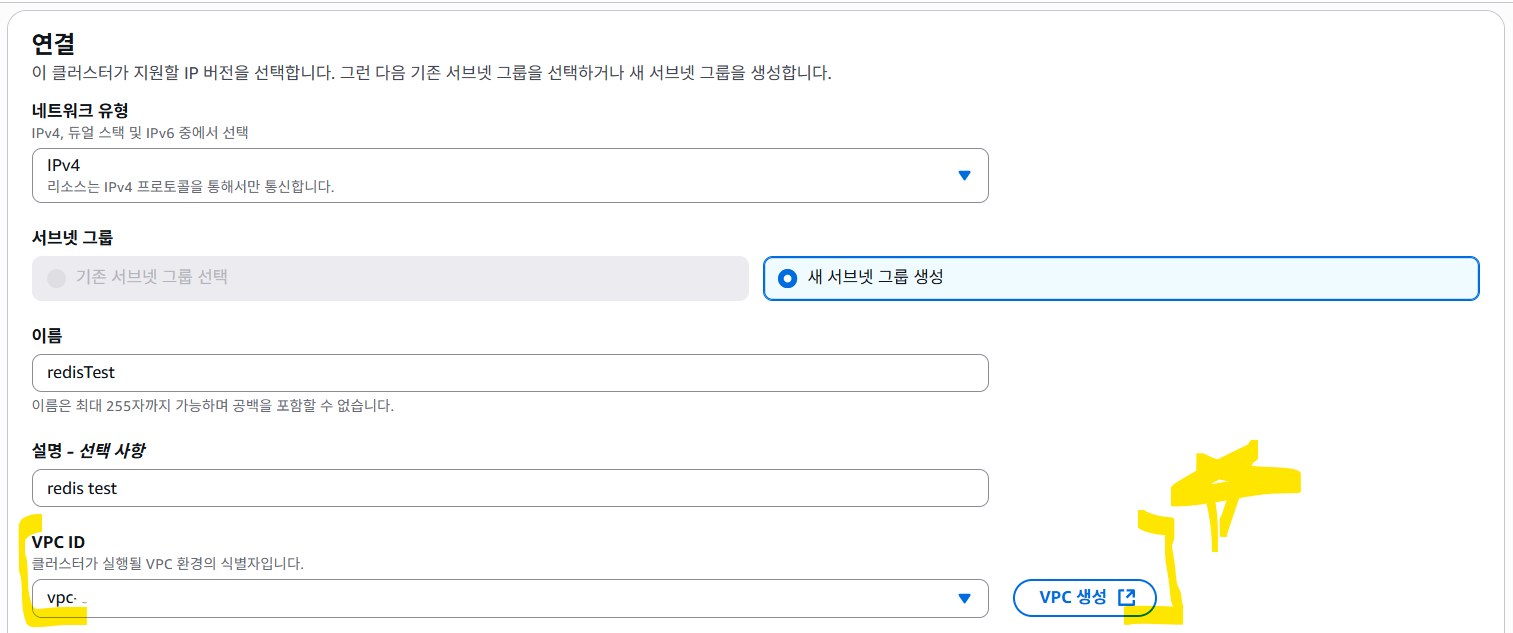 연결
이 클러스터가 지원할 IP 버전을 선택합니다. 그런 다음 기존 서브넷 그룹을 선택하거나 새 서브넷 그룹을 생성합니다.
네트워크 유형
IPv4, 듀얼 스택 및 IPv6 중에서 선택
IPv4
리소스는 IPv4 프로토콜을 통해서만 통신합니다.
서브넷 그룹
기존 서브넷 그룹 선택
새 서브넷 그룹 생성
이름
redisTest
이름은 최대 255자까지 가능하며 공백을 포함할 수 없습니다.
설명 - 선택 사항
redis test
VPC ID
클러스터가 실행될 VPC 환경의 식별자입니다.
vpc-
VPC 생성